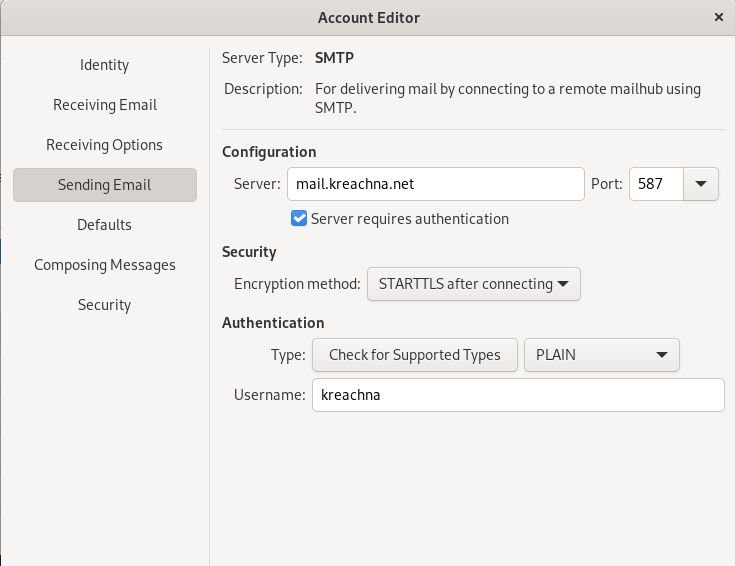 Account Editor
×
Identity
Receiving Email
Receiving Options
Sending Email
Defaults
Composing Messages
Security
Server Type: SMTP
Description: For delivering mail by connecting to a remote mailhub using
SMTP.
Configuration
Server: mail.kreachna.net Port: 587
Server requires authentication
Security
Encryption method: STARTTLS after connecting
Authentication
Type: Check for Supported Types PLAIN
Username: kreachna